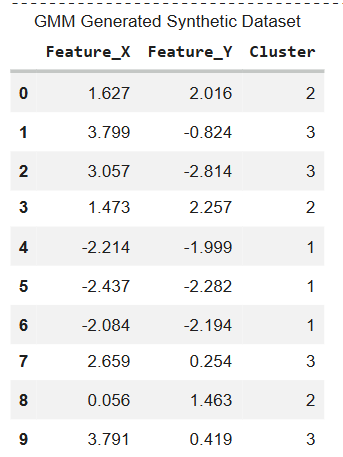 GMM Generated Synthetic Dataset
Feature_X Feature_Y Cluster
0 1.627 2.016 2
1 3.799 -0.824 3
2 3.057 -2.814 3
3 1.473 2.257 2
4 -2.214 -1.999 1
5 -2.437 -2.282 1
6 -2.084 -2.194 1
7 2.659 0.254 3
8 0.056 1.463 2
9 3.791 0.419 3